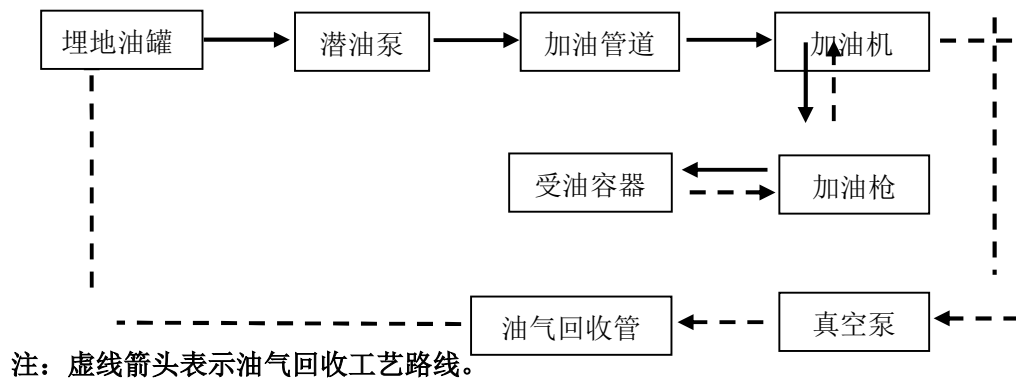 埋地油罐
潜油泵
加油管道
加油机
受油容器
加油枪
油气回收管
真空泵
注：虚线箭头表示油气回收工艺路线。